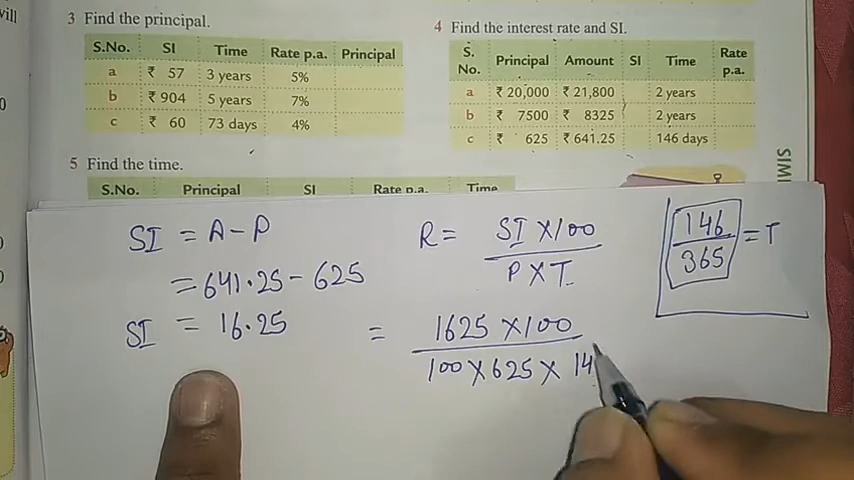 will
3 Find the principal.
S.No. SI Time Rate p.a. Principal
a ₹ 57 3 years 5%
b ₹ 904 5 years 7%
c ₹ 60 73 days 4%
4 Find the interest rate and SI.
S. No. Principal Amount SI Time Rate p.a.
a ₹ 20,000 ₹ 21,800 2 years
b ₹ 7500 ₹ 8325 2 years
c ₹ 625 ₹ 641.25 146 days
5 Find the time.
S.No. Principal SI Rate p.a. Time
SIMI
SI = A - P
= 641.25 - 625
SI = 16.25
R = SI × 100
P × T
= 1625 × 100
100 × 625 × 14
146
365 = T